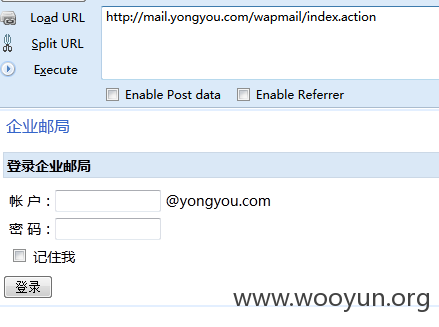 Load URL
http://mail.yongyou.com/wapmail/index.action
Split URL
Execute
Enable Post data Enable Referrer
企业邮局
登录企业邮局
帐 户： @yongyou.com
密 码：
记住我
登录
www.wooyun.org